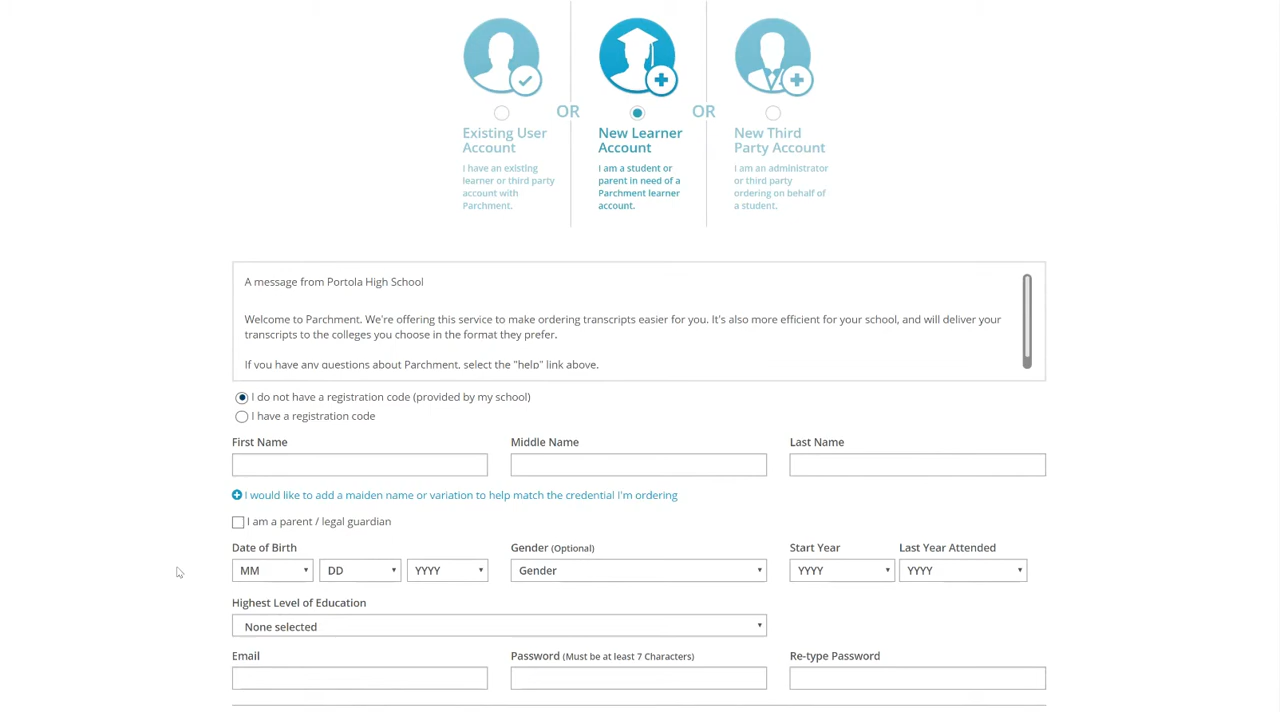 OR
OR
Existing User
Account
New Learner
Account
New Third
Party Account
I have an existing
learner or third party
account with
Parchment.
I am a student or
parent in need of a
Parchment learner
account.
I am an administrator
or third party
ordering on behalf of
a student.
A message from Portola High School
Welcome to Parchment. We're offering this service to make ordering transcripts easier for you. It's also more efficient for your school, and will deliver your
transcripts to the colleges you choose in the format they prefer.
If you have any questions about Parchment, select the "help" link above.
I do not have a registration code (provided by my school)
I have a registration code
First Name
Middle Name
Last Name
I would like to add a maiden name or variation to help match the credential I'm ordering
I am a parent / legal guardian
Date of Birth
Gender (Optional)
Start Year
Last Year Attended
MM
DD
YYYY
Gender
YYYY
YYYY
Highest Level of Education
None selected
Email
Password (Must be at least 7 Characters)
Re-type Password